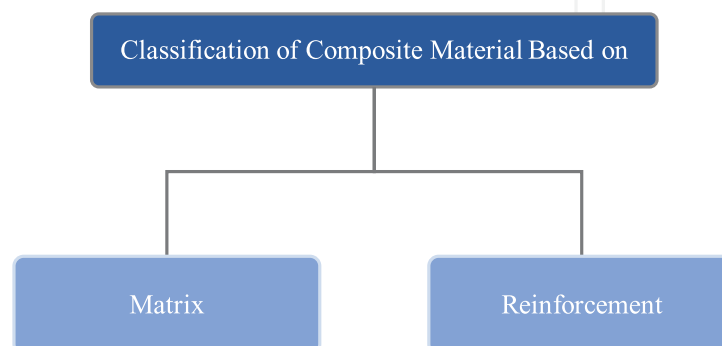 Classification of Composite Material Based on
Matrix
Reinforcement